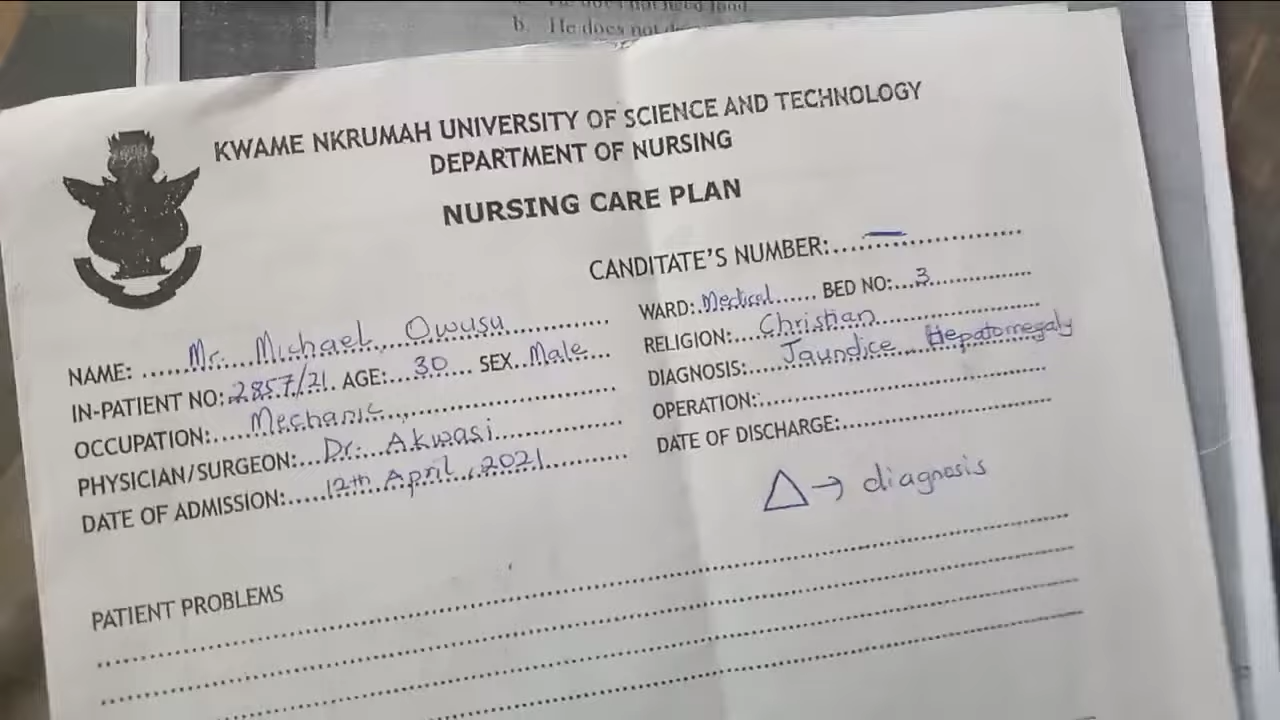 b. He does not
KWAME NKRUMAH UNIVERSITY OF SCIENCE AND TECHNOLOGY
DEPARTMENT OF NURSING
NURSING CARE PLAN
CANDITATE'S NUMBER: —
NAME: Mr. Michael Owusu
IN-PATIENT NO: 2857/21. AGE: 30 SEX Male
OCCUPATION: Mechanic
PHYSICIAN/SURGEON: Dr. Akwasi
DATE OF ADMISSION: 12th April, 2021
WARD: Medical BED NO: 3
RELIGION: Christian
DIAGNOSIS: Jaundice Hepatomegaly
OPERATION:
DATE OF DISCHARGE:
△ → diagnosis
PATIENT PROBLEMS